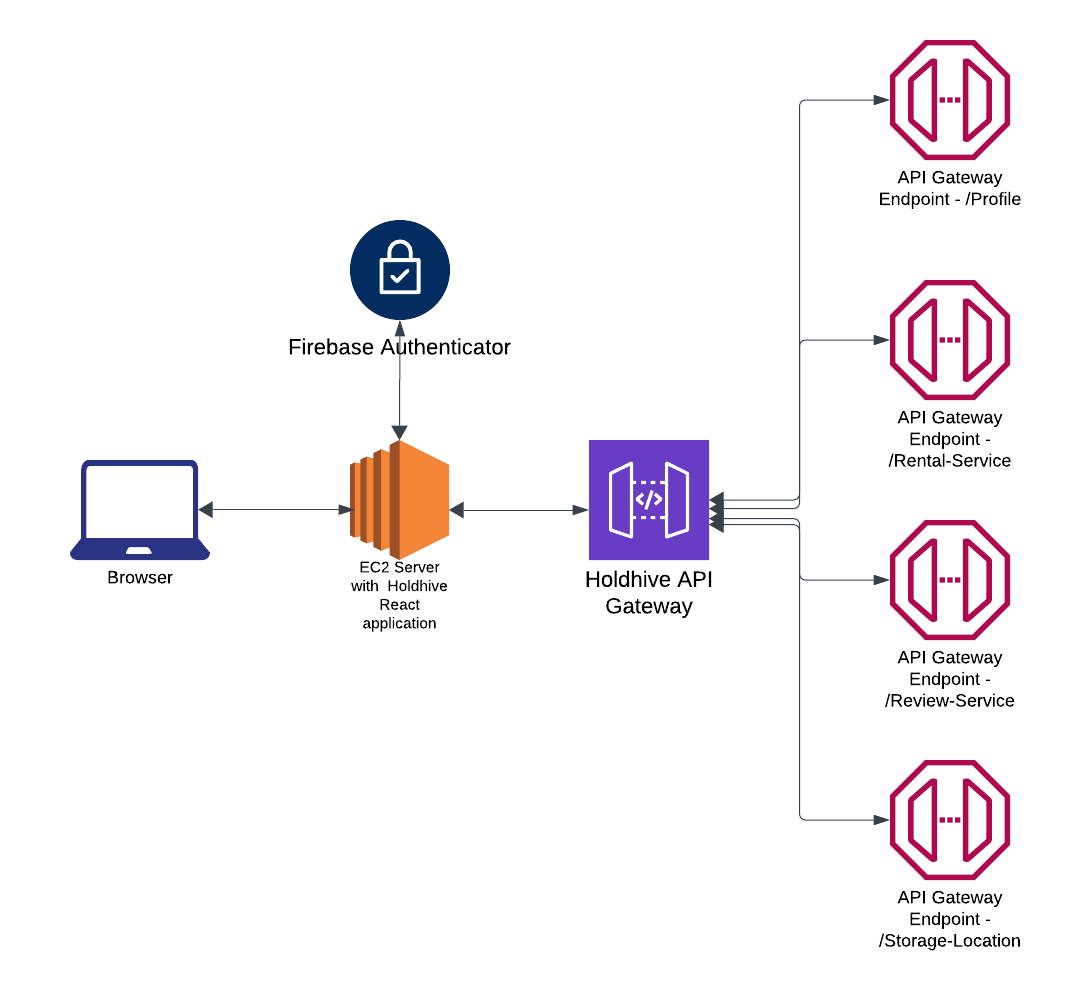 API Gateway
Endpoint - /Profile
Firebase Authenticator
API Gateway
Endpoint -
/Rental-Service
Browser
EC2 Server
with  Holdhive
React
application
Holdhive API
Gateway
API Gateway
Endpoint -
/Review-Service
API Gateway
Endpoint -
/Storage-Location